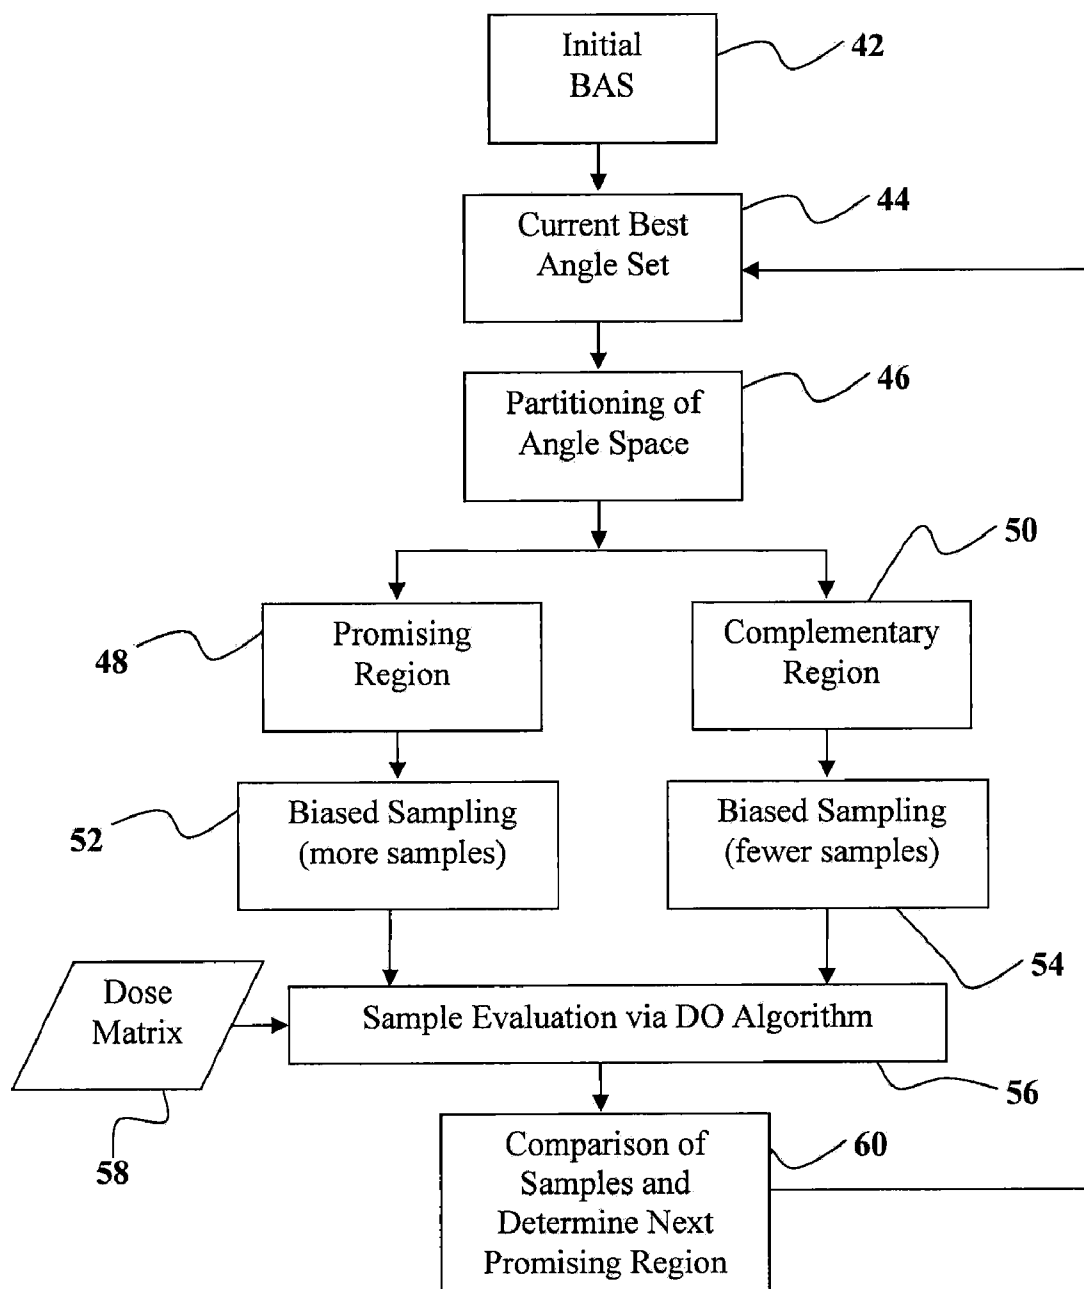 Initial
BAS
42
Current Best
Angle Set
44
Partitioning of
Angle Space
46
50
Promising
Region
48
Complementary
Region
Biased Sampling
(more samples)
52
Biased Sampling
(fewer samples)
54
Dose
Matrix
Sample Evaluation via DO Algorithm
56
58
Comparison of
Samples and
Determine Next
Promising Region
60